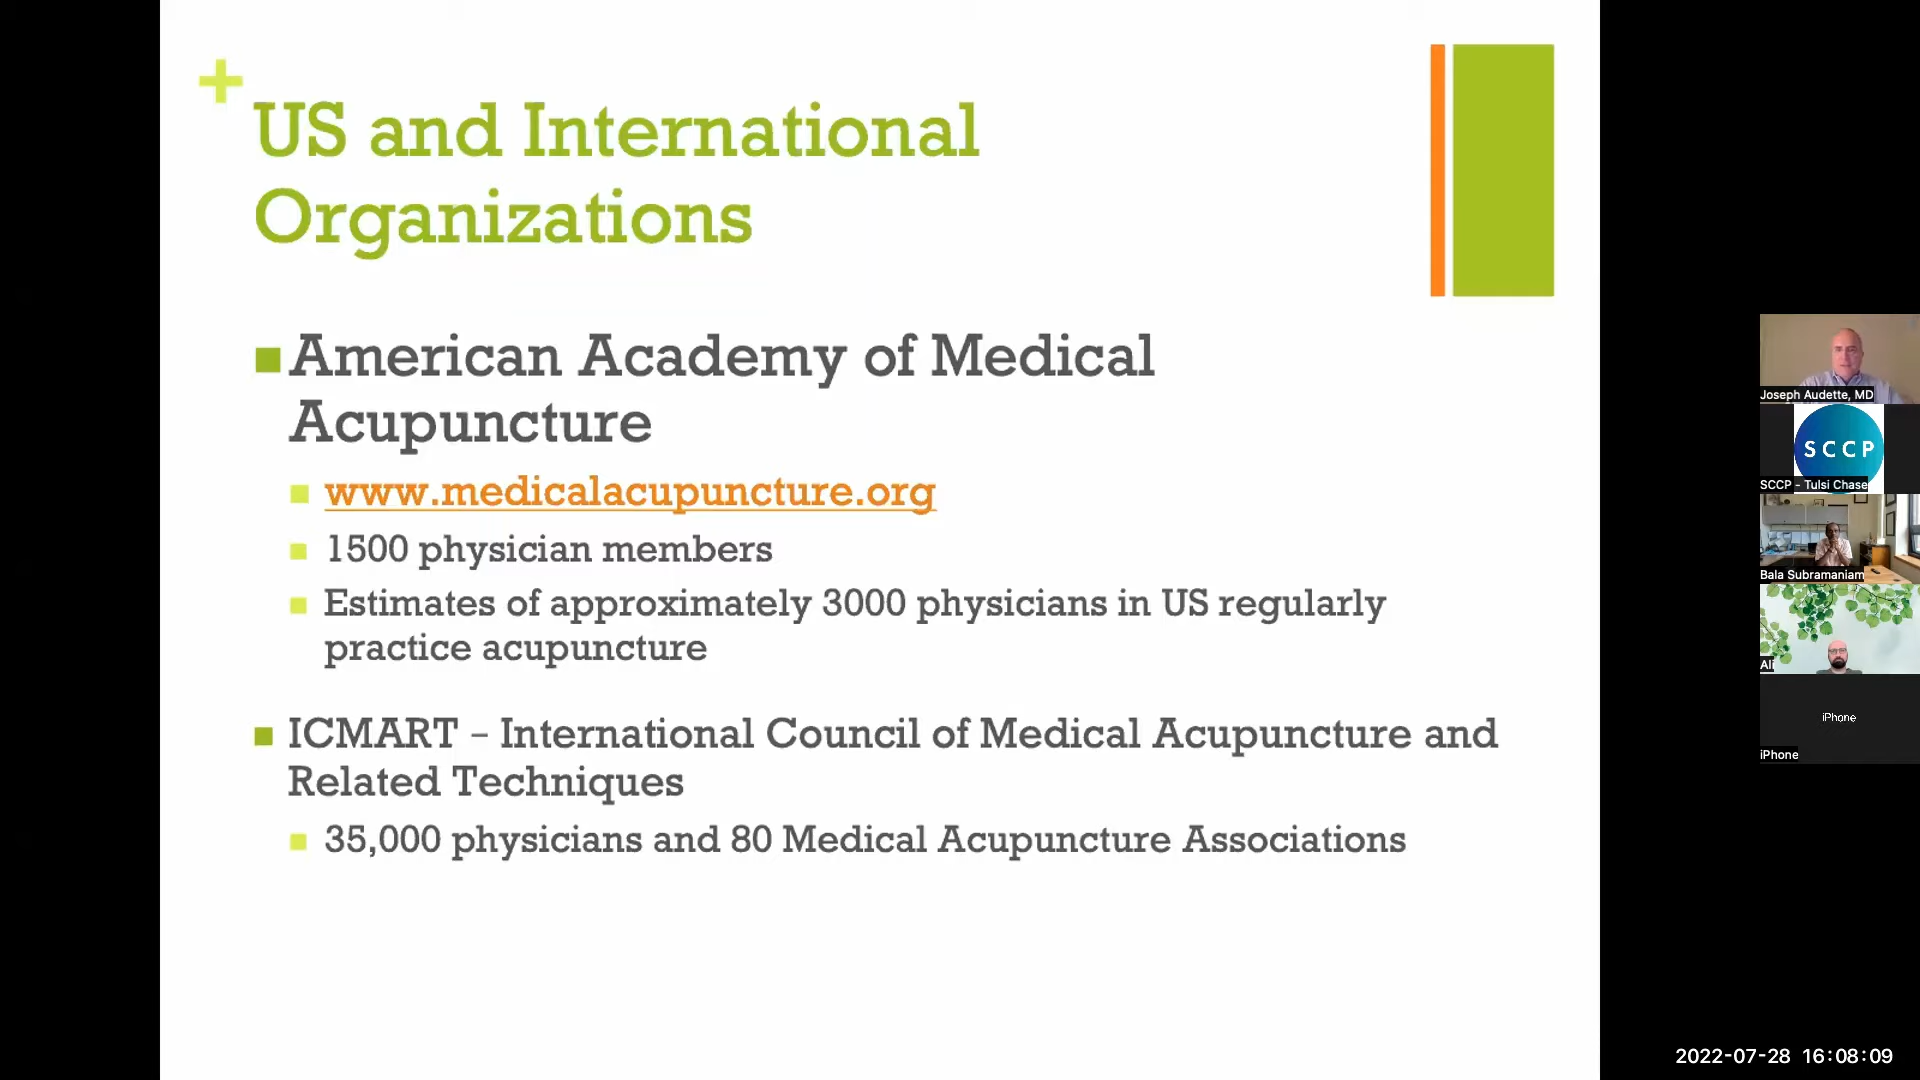 +
US and International
Organizations
American Academy of Medical
Acupuncture
www.medicalacupuncture.org
1500 physician members
Estimates of approximately 3000 physicians in US regularly
practice acupuncture
ICMART – International Council of Medical Acupuncture and
Related Techniques
35,000 physicians and 80 Medical Acupuncture Associations
Joseph Audette, MD
SCCP
SCCP - Tulsi Chase
Bala Subramaniam
Ali
iPhone
iPhone
2022-07-28 16:08:09